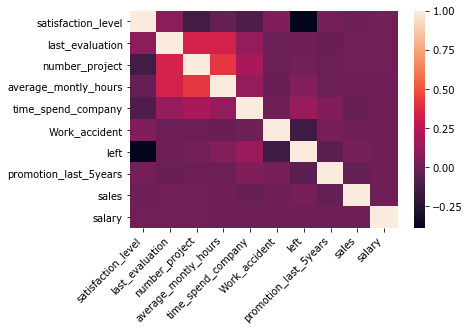 satisfaction_level
last_evaluation
number_project
average_montly_hours
time_spend_company
Work_accident
left
promotion_last_5years
sales
salary
satisfaction_level
last_evaluation
number_project
average_montly_hours
time_spend_company
Work_accident
left
promotion_last_5years
sales
salary
1.00
0.75
0.50
0.25
0.00
−0.25